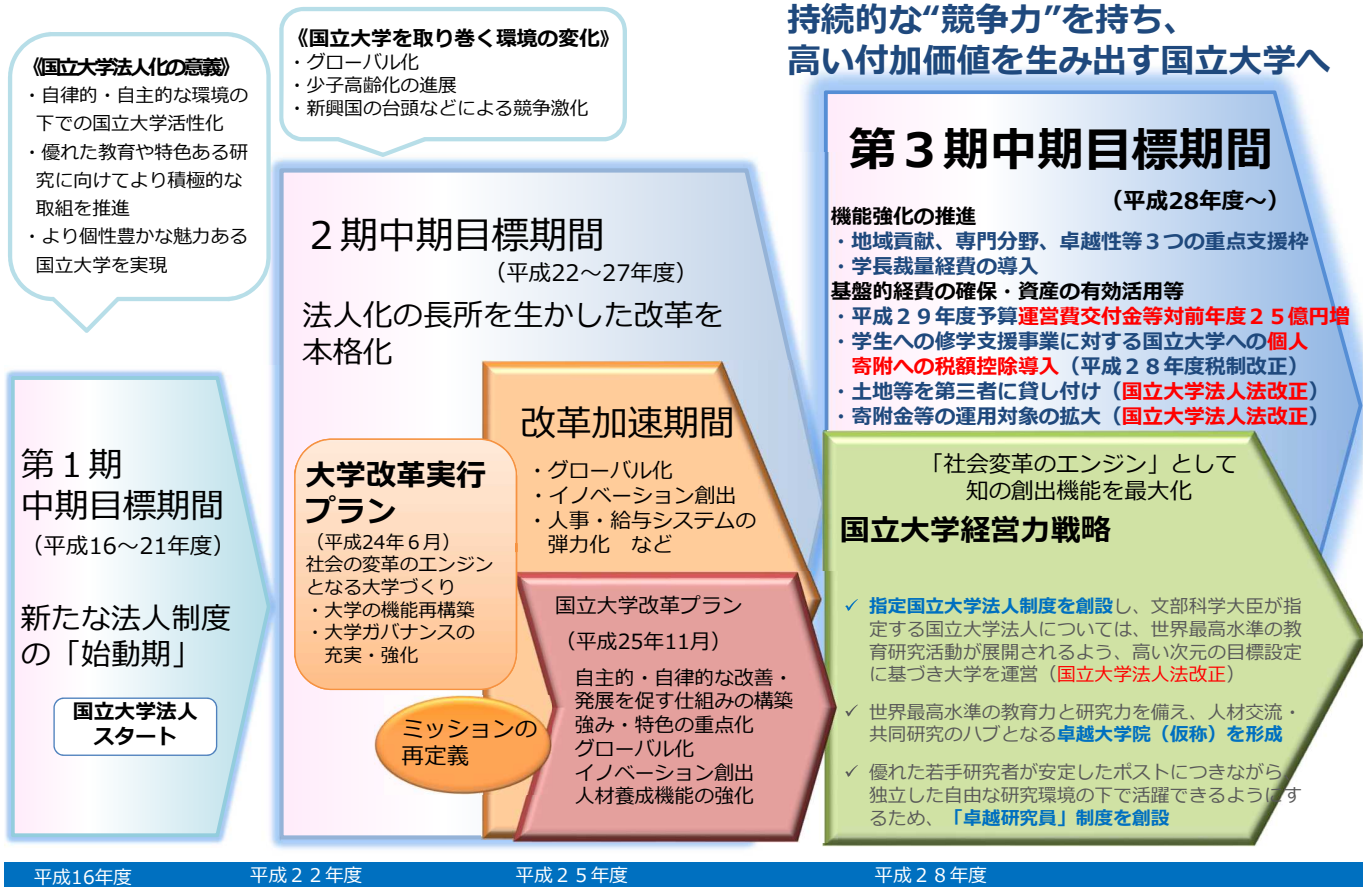 持続的な“競争力”を持ち、
高い付加価値を生み出す国立大学へ
《国立大学法人化の意義》
・自律的・自主的な環境の
下での国立大学活性化
・優れた教育や特色ある研
究に向けてより積極的な
取組を推進
・より個性豊かな魅力ある
国立大学を実現
《国立大学を取り巻く環境の変化》
・グローバル化
・少子高齢化の進展
・新興国の台頭などによる競争激化
第１期
中期目標期間
（平成16～21年度）
新たな法人制度
の「始動期」
国立大学法人
スタート
２期中期目標期間
（平成22～27年度）
法人化の長所を生かした改革を
本格化
大学改革実行
プラン
（平成24年６月）
社会の変革のエンジン
となる大学づくり
・大学の機能再構築
・大学ガバナンスの
充実・強化
改革加速期間
・グローバル化
・イノベーション創出
・人事・給与システムの
弾力化　など
ミッションの
再定義
国立大学改革プラン
（平成25年11月）
自主的・自律的な改善・
発展を促す仕組みの構築
強み・特色の重点化
グローバル化
イノベーション創出
人材養成機能の強化
第３期中期目標期間
（平成28年度～）
機能強化の推進
・地域貢献、専門分野、卓越性等３つの重点支援枠
・学長裁量経費の導入
基盤的経費の確保・資産の有効活用等
・平成２９年度予算運営費交付金等対前年度２５億円増
・学生への修学支援事業に対する国立大学への個人
寄附への税額控除導入（平成２８年度税制改正）
・土地等を第三者に貸し付け（国立大学法人法改正）
・寄附金等の運用対象の拡大（国立大学法人法改正）
「社会変革のエンジン」として
知の創出機能を最大化
国立大学経営力戦略
✓ 指定国立大学法人制度を創設し、文部科学大臣が指
定する国立大学法人については、世界最高水準の教
育研究活動が展開されるよう、高い次元の目標設定
に基づき大学を運営（国立大学法人法改正）
✓ 世界最高水準の教育力と研究力を備え、人材交流・
共同研究のハブとなる卓越大学院（仮称）を形成
✓ 優れた若手研究者が安定したポストにつきながら、
独立した自由な研究環境の下で活躍できるようにす
るため、「卓越研究員」制度を創設
平成16年度
平成２２年度
平成２５年度
平成２８年度